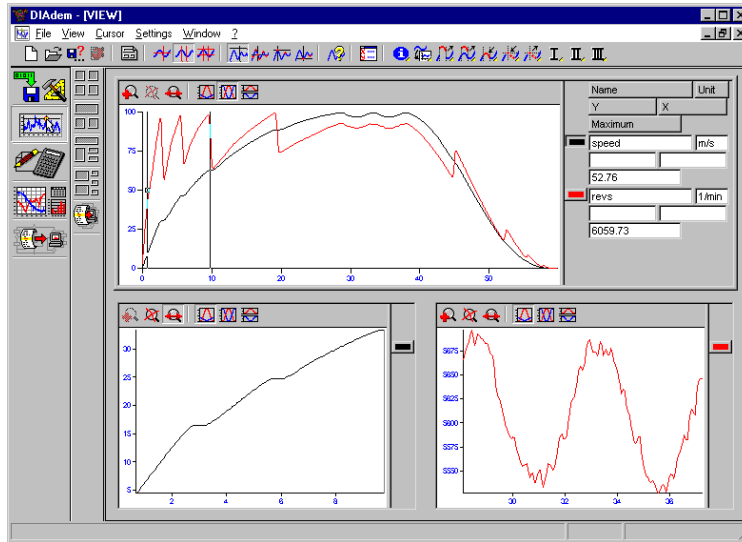 DIAdem - [VIEW]
File View Cursor Settings Window ?
I. II. III.
Name Unit
Y X
Maximum
speed m/s
52.76
revs 1/min
6059.73
100
75
50
25
0
0 10 20 30 40 50
30
25
20
15
10
5
2 4 6 8
5675
5650
5625
5600
5575
5550
30 32 34 36